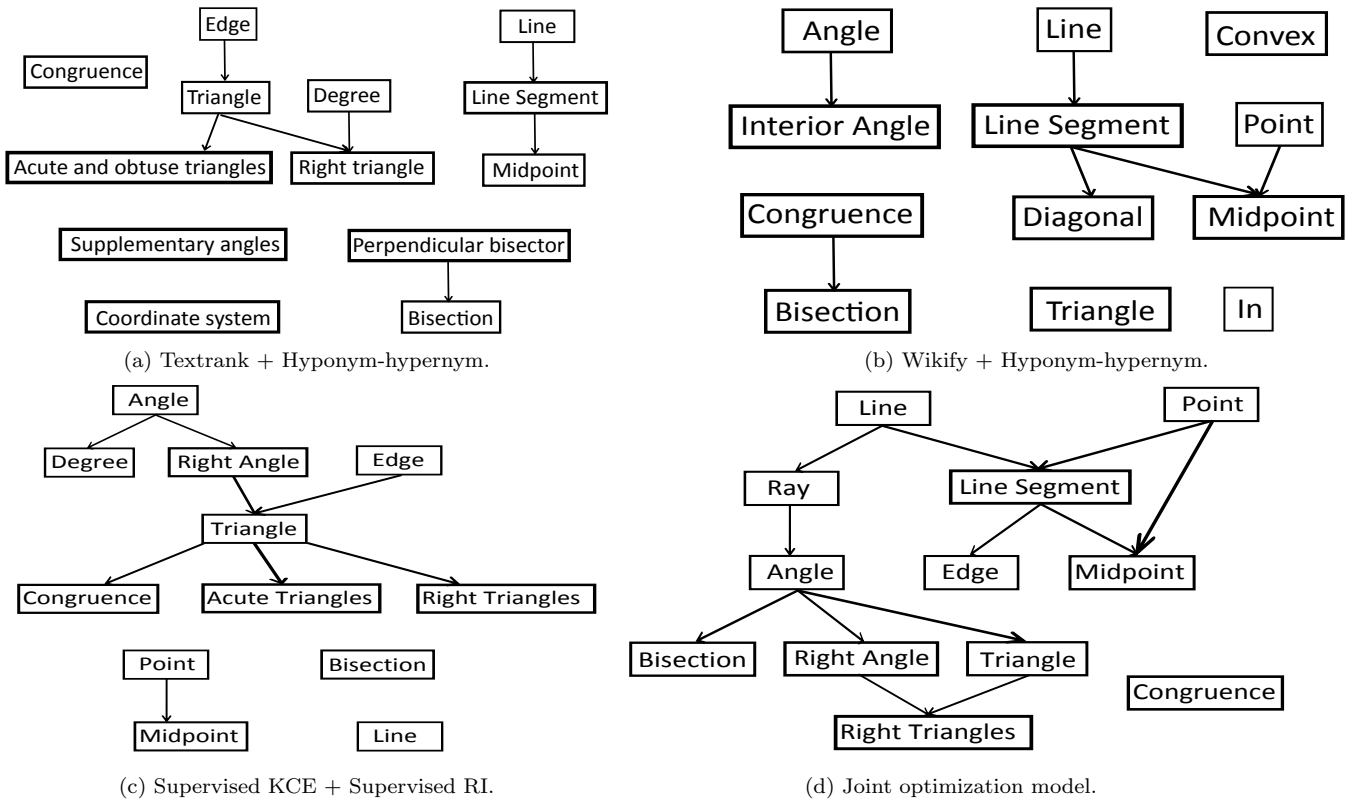 Edge
Line
Congruence
Triangle
Degree
Line Segment
Acute and obtuse triangles
Right triangle
Midpoint
Supplementary angles
Perpendicular bisector
Coordinate system
Bisection
(a) Textrank + Hyponym-hypernym.
Angle
Line
Convex
Interior Angle
Line Segment
Point
Congruence
Diagonal
Midpoint
Bisection
Triangle
In
(b) Wikify + Hyponym-hypernym.
Angle
Degree
Right Angle
Edge
Triangle
Congruence
Acute Triangles
Right Triangles
Point
Bisection
Midpoint
Line
(c) Supervised KCE + Supervised RI.
Line
Point
Ray
Line Segment
Angle
Edge
Midpoint
Bisection
Right Angle
Triangle
Congruence
Right Triangles
(d) Joint optimization model.